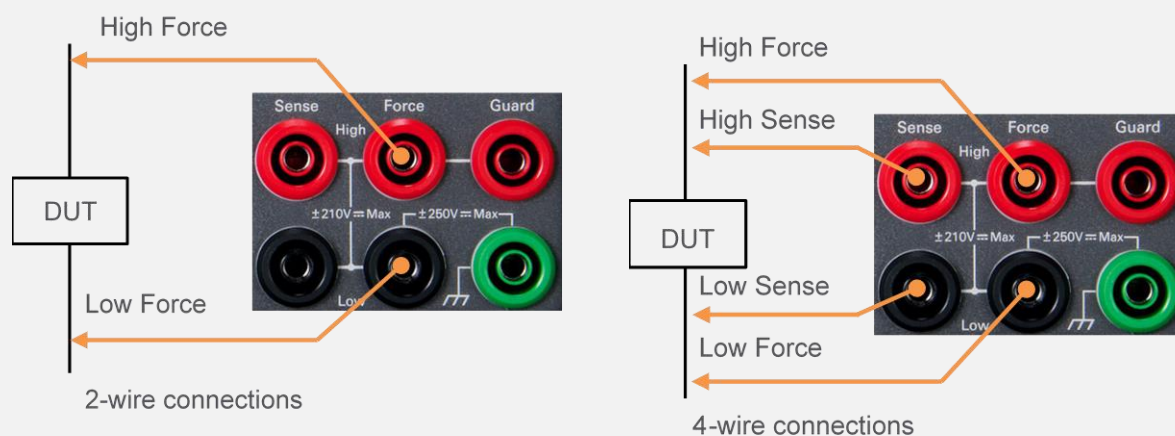 High Force
Sense Force Guard
High
DUT
±210V⎓Max ±250V⎓Max
Low Force
Low
2-wire connections
High Force
High Sense
Sense Force Guard
High
DUT
±210V⎓Max ±250V⎓Max
Low Sense
Low
Low Force
4-wire connections